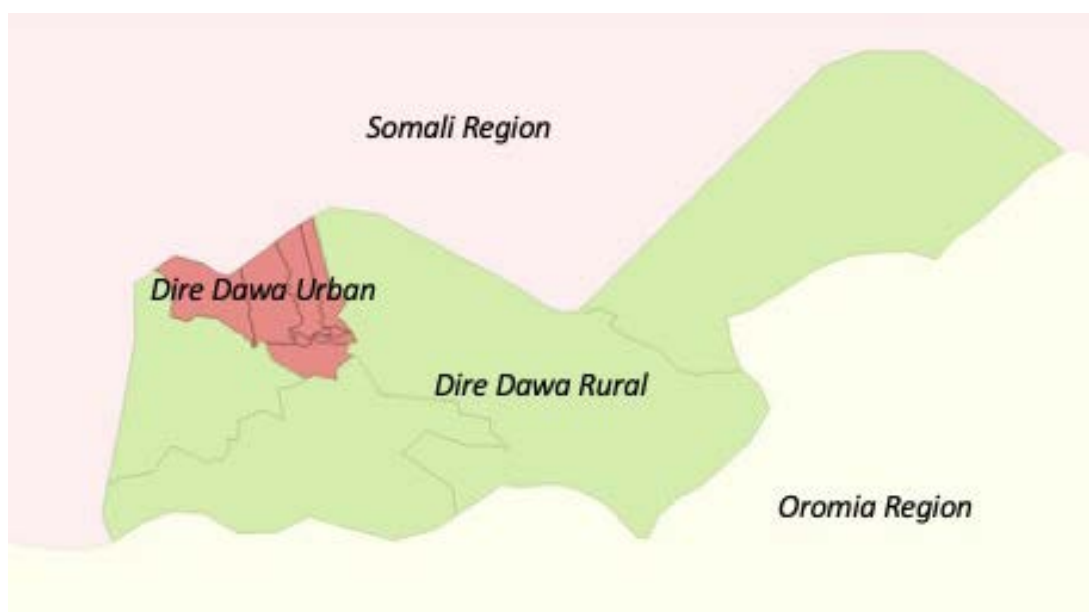 Somali Region
Dire Dawa Urban
Dire Dawa Rural
Oromia Region